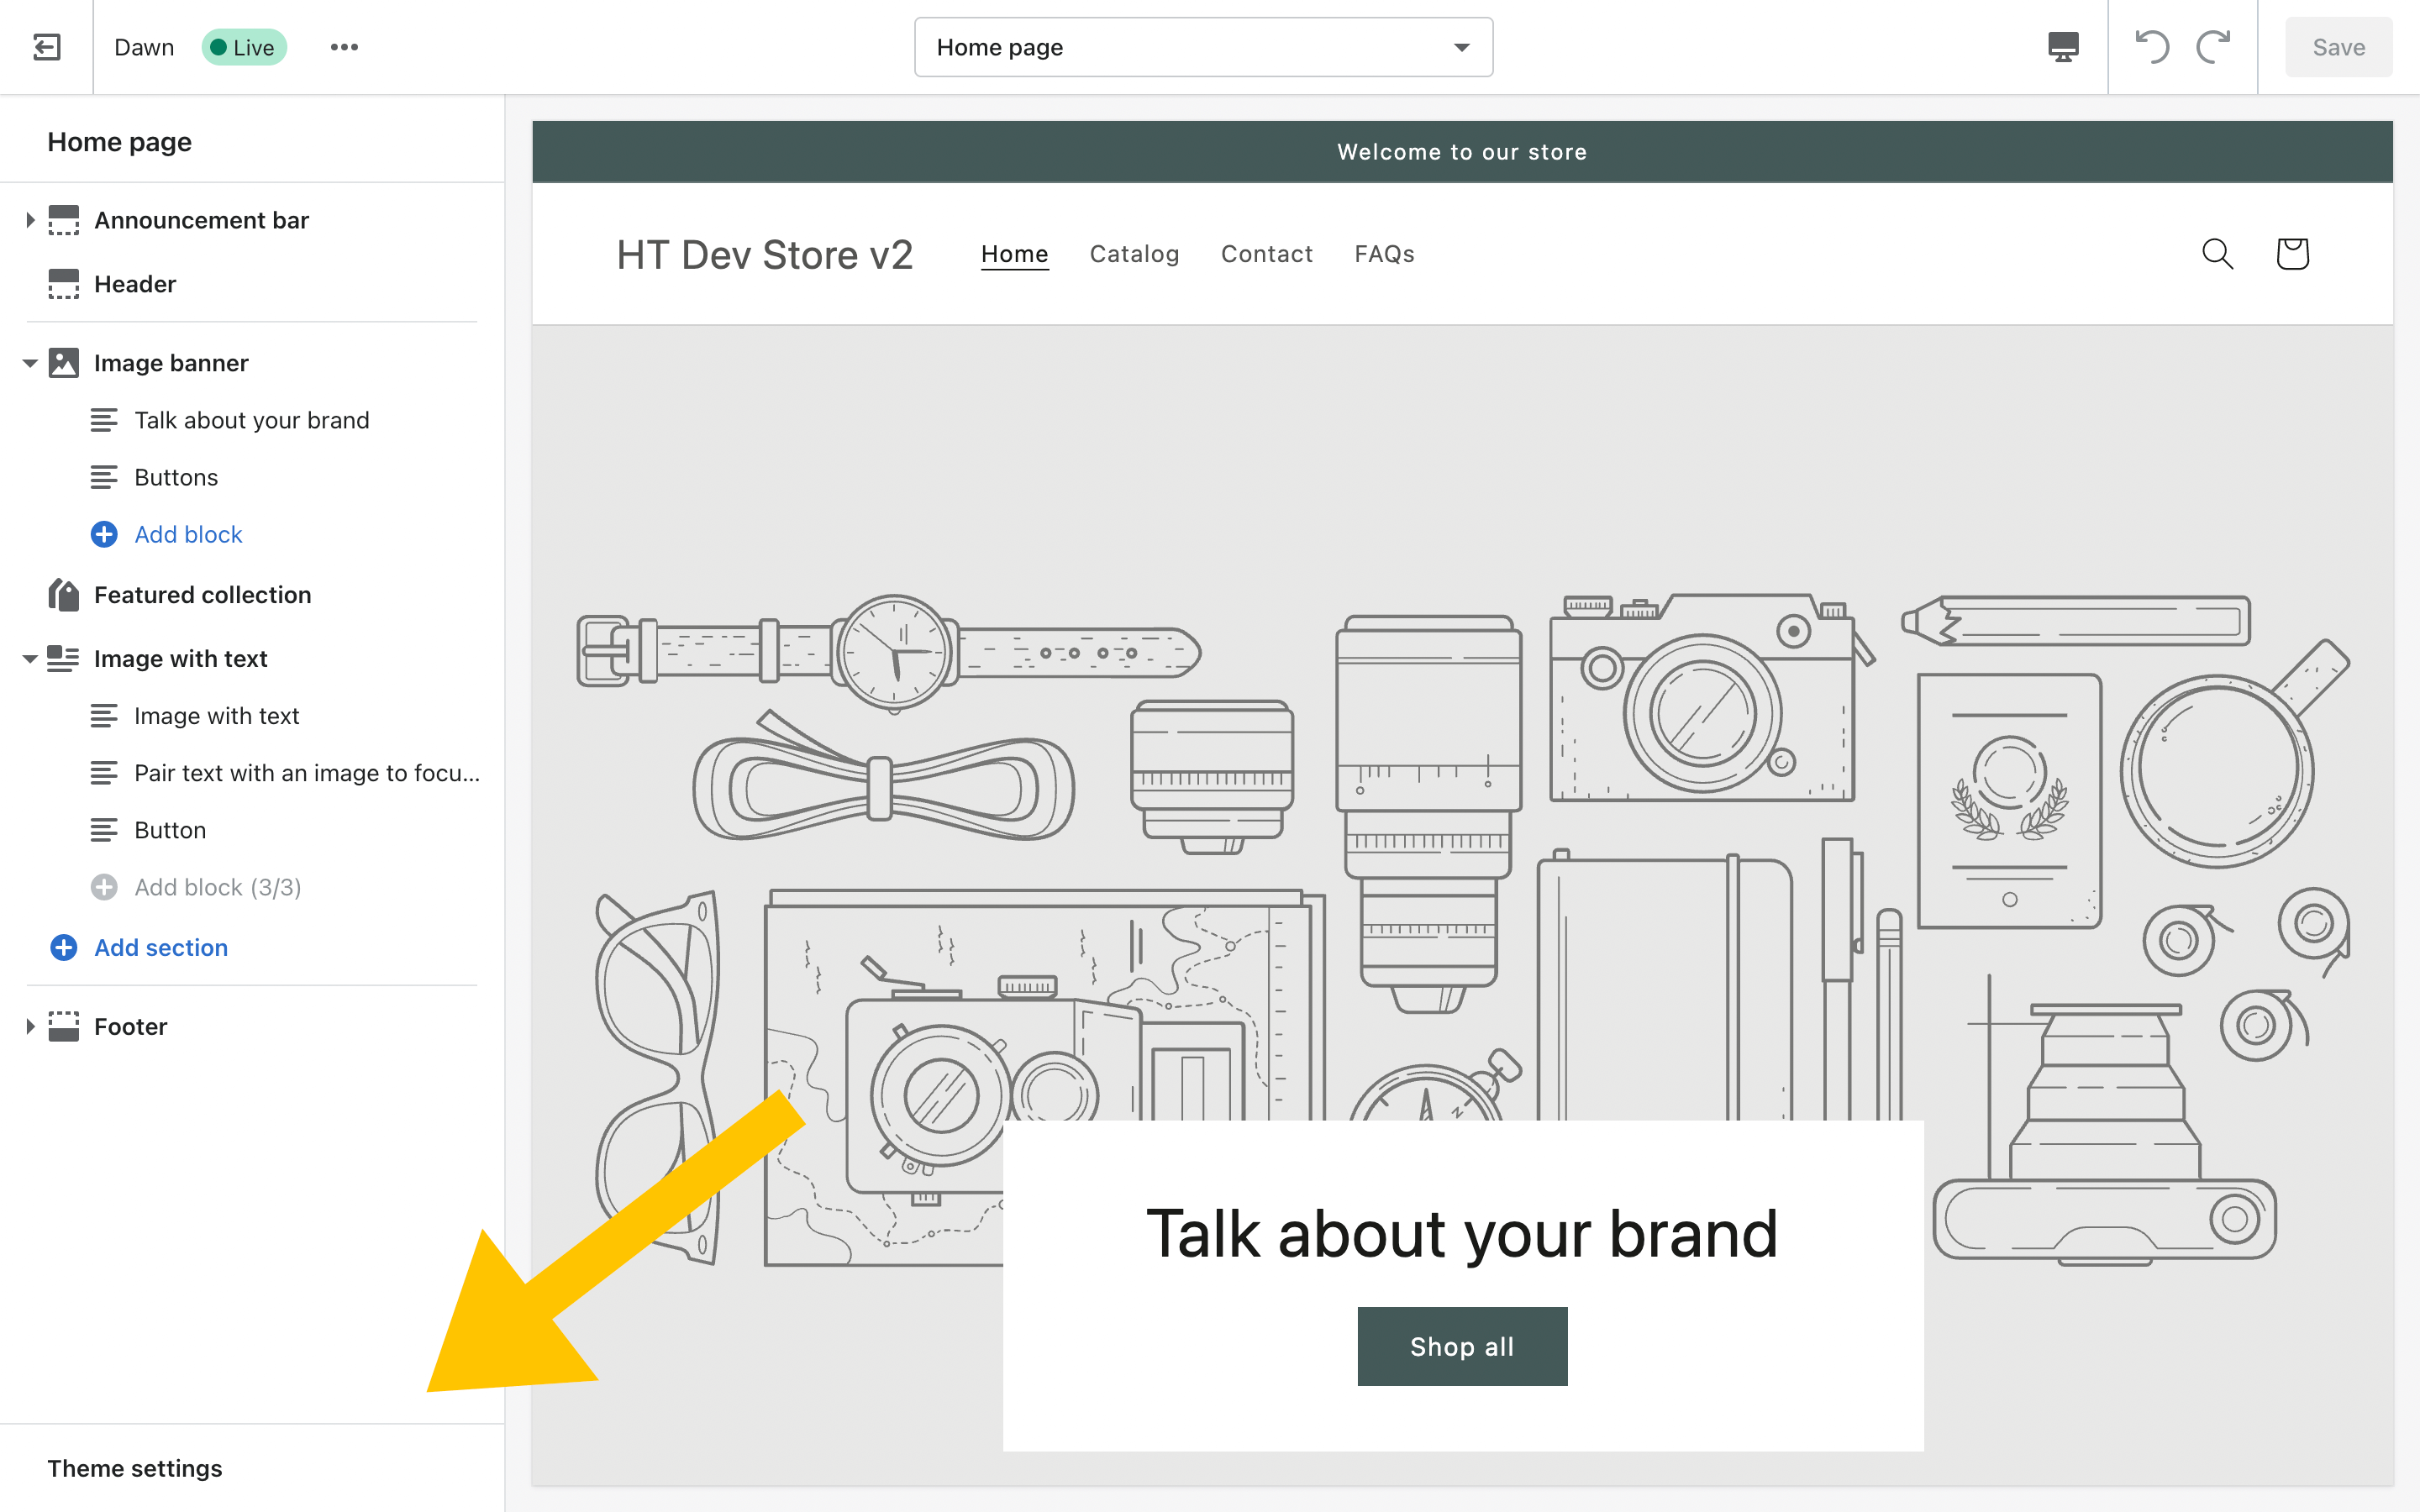 Dawn
Live
Home page
Save
Home page
Announcement bar
Header
Image banner
Talk about your brand
Buttons
Add block
Featured collection
Image with text
Image with text
Pair text with an image to focu...
Button
Add block (3/3)
Add section
Footer
Theme settings
Welcome to our store
HT Dev Store v2
Home
Catalog
Contact
FAQs
Talk about your brand
Shop all